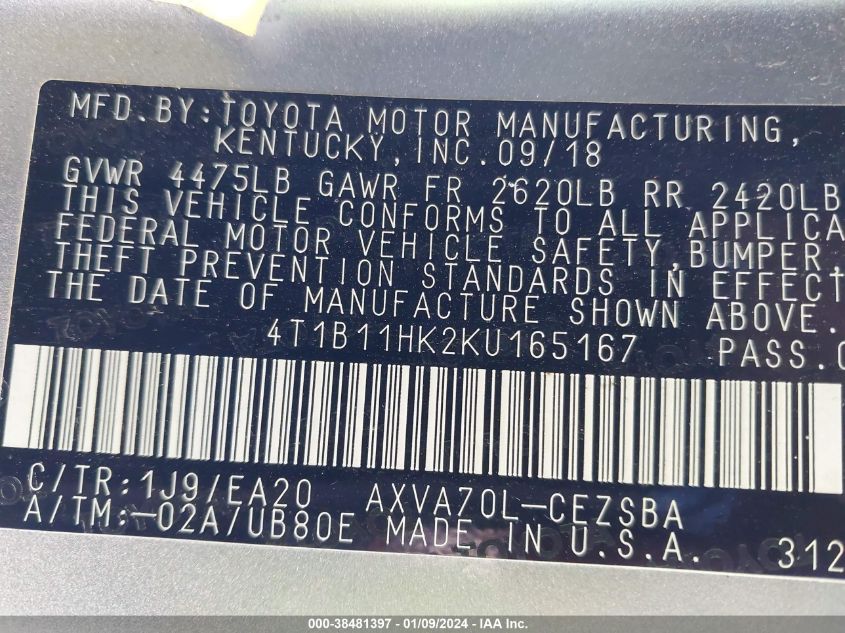 MFD.BY:TOYOTA MOTOR MANUFACTURING,
KENTUCKY,INC.09/18
GVWR 4475LB GAWR FR 2620LB RR 2420LB
THIS VEHICLE CONFORMS TO ALL APPLICA
FEDERAL MOTOR VEHICLE SAFETY,BUMPER,
THEFT PREVENTION STANDARDS IN EFFECT
THE DATE OF MANUFACTURE SHOWN ABOVE.
4T1B11HK2KU165167 PASS.C
C/TR:1J9/EA20 AXVA70L-CEZSBA
A/TM:-02A/UB80E MADE IN U.S.A. 312
000-38481397 - 01/09/2024 - IAA Inc.